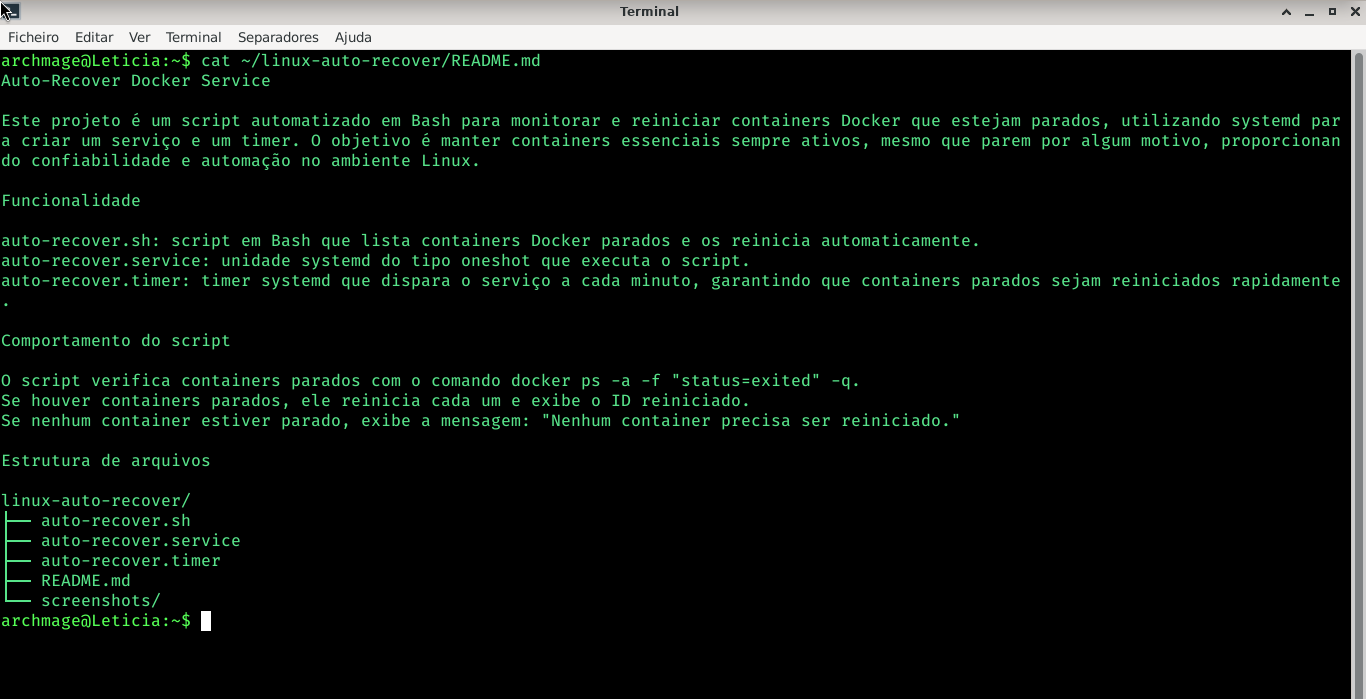 Terminal
Ficheiro Editar Ver Terminal Separadores Ajuda
archmage@Leticia:~$ cat ~/linux-auto-recover/README.md
Auto-Recover Docker Service
Este projeto é um script automatizado em Bash para monitorar e reiniciar containers Docker que estejam parados, utilizando systemd par
a criar um serviço e um timer. O objetivo é manter containers essenciais sempre ativos, mesmo que parem por algum motivo, proporcionan
do confiabilidade e automação no ambiente Linux.
Funcionalidade
auto-recover.sh: script em Bash que lista containers Docker parados e os reinicia automaticamente.
auto-recover.service: unidade systemd do tipo oneshot que executa o script.
auto-recover.timer: timer systemd que dispara o serviço a cada minuto, garantindo que containers parados sejam reiniciados rapidamente
.
Comportamento do script
O script verifica containers parados com o comando docker ps -a -f "status=exited" -q.
Se houver containers parados, ele reinicia cada um e exibe o ID reiniciado.
Se nenhum container estiver parado, exibe a mensagem: "Nenhum container precisa ser reiniciado."
Estrutura de arquivos
linux-auto-recover/
├── auto-recover.sh
├── auto-recover.service
├── auto-recover.timer
├── README.md
└── screenshots/
archmage@Leticia:~$